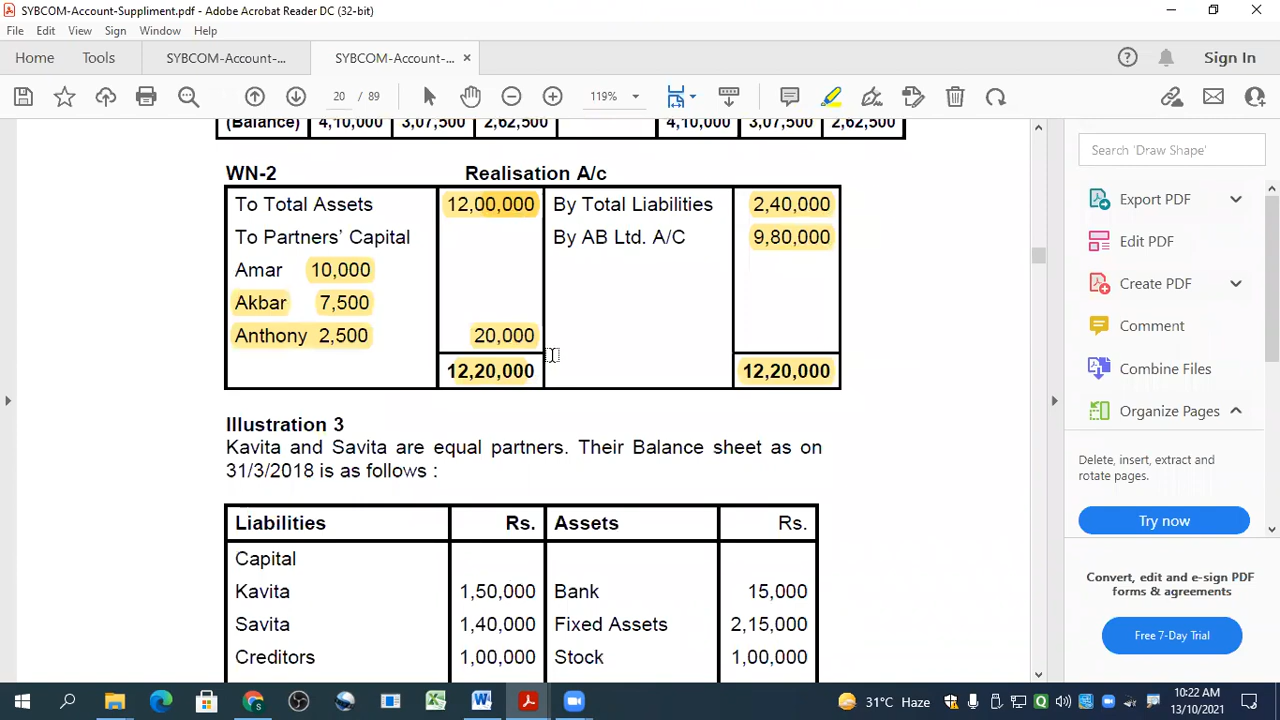 SYBCOM-Account-Suppliment.pdf - Adobe Acrobat Reader DC (32-bit)
File Edit View Sign Window Help
Home Tools SYBCOM-Account-... SYBCOM-Account-... × Sign In
20 / 89 119%
(Balance) 4,10,000 3,07,500 2,62,500 4,10,000 3,07,500 2,62,500
WN-2 Realisation A/c
To Total Assets 12,00,000 By Total Liabilities 2,40,000
To Partners' Capital By AB Ltd. A/C 9,80,000
Amar 10,000
Akbar 7,500
Anthony 2,500 20,000
12,20,000 12,20,000
Illustration 3
Kavita and Savita are equal partners. Their Balance sheet as on
31/3/2018 is as follows :
Liabilities Rs. Assets Rs.
Capital
Kavita 1,50,000 Bank 15,000
Savita 1,40,000 Fixed Assets 2,15,000
Creditors 1,00,000 Stock 1,00,000
Search 'Draw Shape'
Export PDF
Edit PDF
Create PDF
Comment
Combine Files
Organize Pages
Delete, insert, extract and
rotate pages.
Try now
Convert, edit and e-sign PDF
forms & agreements
Free 7-Day Trial
31°C Haze 10:22 AM
13/10/2021